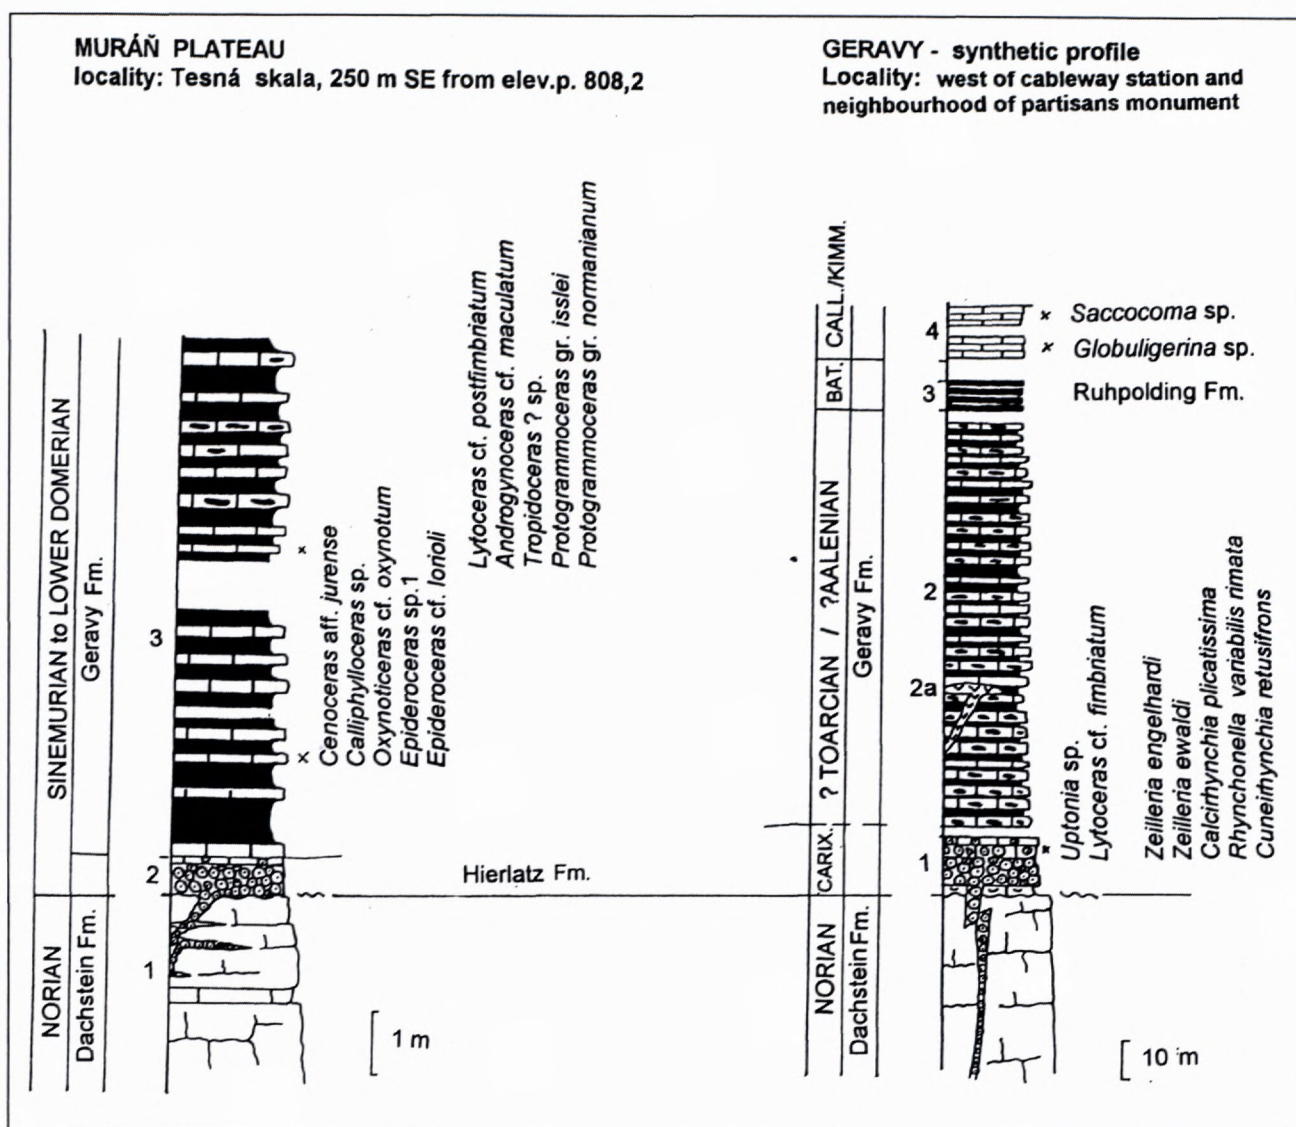 MURÁŇ PLATEAU
locality: Tesná skala, 250 m SE from elev.p. 808,2
SINEMURIAN to LOWER DOMERIAN
Geravy Fm.
NORIAN
Dachstein Fm.
3
2
1
x
x
Cenoceras aff. jurense
Calliphylloceras sp.
Oxynoticeras cf. oxynotum
Epideroceras sp.1
Epideroceras cf. lorioli
Lytoceras cf. postfimbriatum
Androgynoceras cf. maculatum
Tropidoceras ? sp.
Protogrammoceras gr. isslei
Protogrammoceras gr. normanianum
Hierlatz Fm.
1 m
GERAVY - synthetic profile
Locality: west of cableway station and
neighbourhood of partisans monument
CALL./KIMM.
BAT.
? TOARCIAN / ?AALENIAN
Geravy Fm.
CARIX.
NORIAN
Dachstein Fm.
4
3
2
2a
1
x Saccocoma sp.
x Globuligerina sp.
Ruhpolding Fm.
x
Uptonia sp.
Lytoceras cf. fimbriatum
Zeilleria engelhardi
Zeilleria ewaldi
Calcirhynchia plicatissima
Rhynchonella variabilis rimata
Cuneirhynchia retusifrons
10 m